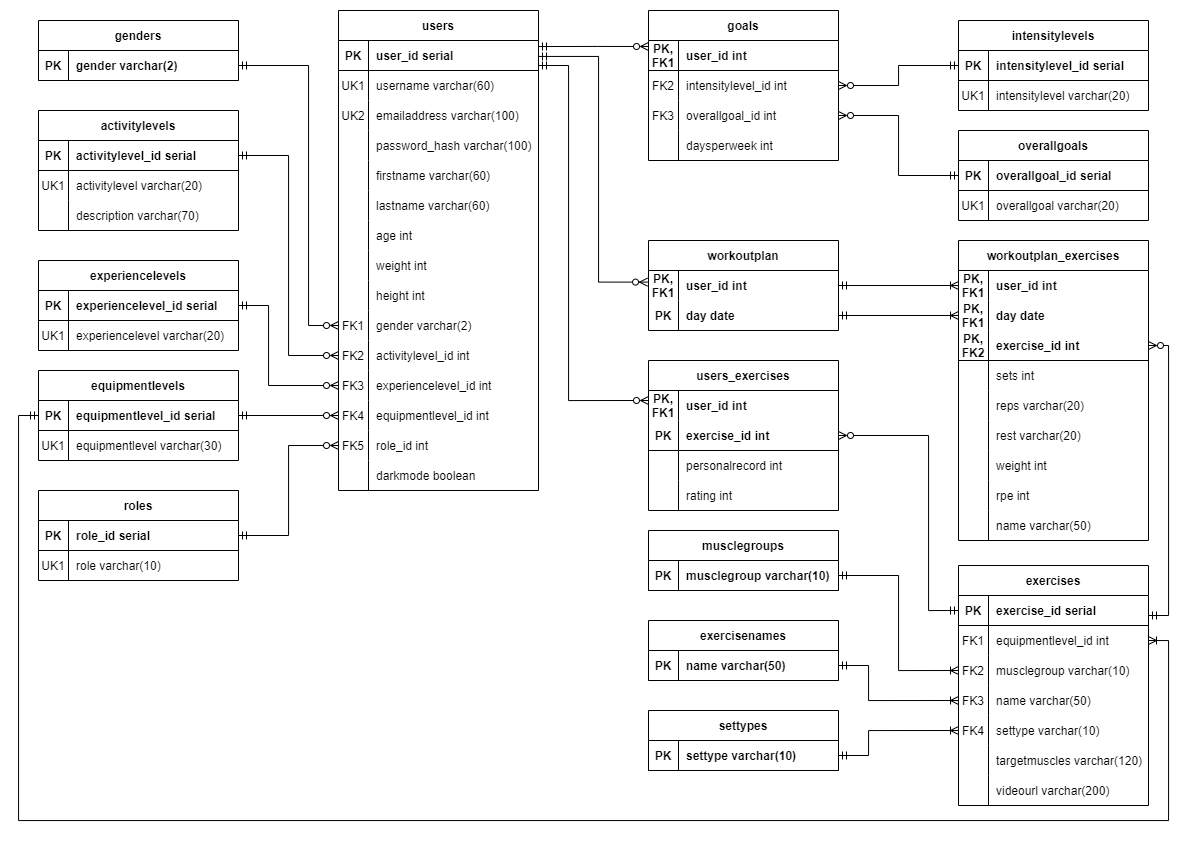 genders
PK gender varchar(2)
activitylevels
PK activitylevel_id serial
UK1 activitylevel varchar(20)
description varchar(70)
experiencelevels
PK experiencelevel_id serial
UK1 experiencelevel varchar(20)
equipmentlevels
PK equipmentlevel_id serial
UK1 equipmentlevel varchar(30)
roles
PK role_id serial
UK1 role varchar(10)
users
PK user_id serial
UK1 username varchar(60)
UK2 emailaddress varchar(100)
password_hash varchar(100)
firstname varchar(60)
lastname varchar(60)
age int
weight int
height int
FK1 gender varchar(2)
FK2 activitylevel_id int
FK3 experiencelevel_id int
FK4 equipmentlevel_id int
FK5 role_id int
darkmode boolean
goals
PK, FK1 user_id int
FK2 intensitylevel_id int
FK3 overallgoal_id int
daysperweek int
workoutplan
PK, FK1 user_id int
PK day date
users_exercises
PK, FK1 user_id int
PK exercise_id int
personalrecord int
rating int
musclegroups
PK musclegroup varchar(10)
exercisenames
PK name varchar(50)
settypes
PK settype varchar(10)
intensitylevels
PK intensitylevel_id serial
UK1 intensitylevel varchar(20)
overallgoals
PK overallgoal_id serial
UK1 overallgoal varchar(20)
workoutplan_exercises
PK, FK1 user_id int
PK, FK1 day date
PK, FK2 exercise_id int
sets int
reps varchar(20)
rest varchar(20)
weight int
rpe int
name varchar(50)
exercises
PK exercise_id serial
FK1 equipmentlevel_id int
FK2 musclegroup varchar(10)
FK3 name varchar(50)
FK4 settype varchar(10)
targetmuscles varchar(120)
videourl varchar(200)